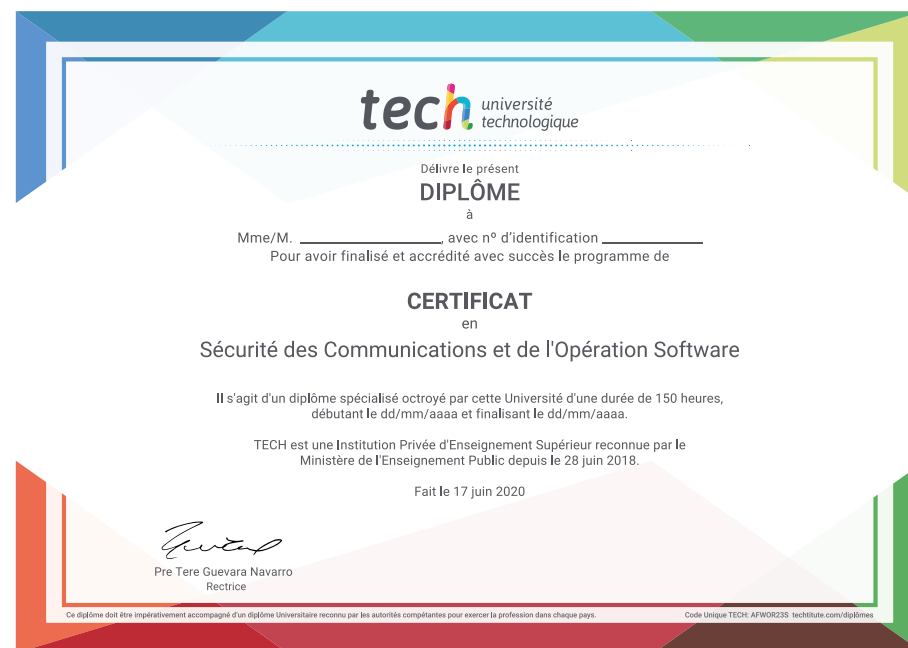 tech université
technologique
Délivre le présent
DIPLÔME
à
Mme/M. ____________________, avec nº d'identification ______________
Pour avoir finalisé et accrédité avec succès le programme de
CERTIFICAT
en
Sécurité des Communications et de l'Opération Software
Il s'agit d'un diplôme spécialisé octroyé par cette Université d'une durée de 150 heures,
débutant le dd/mm/aaaa et finalisant le dd/mm/aaaa.
TECH est une Institution Privée d'Enseignement Supérieur reconnue par le
Ministère de l'Enseignement Public depuis le 28 juin 2018.
Fait le 17 juin 2020
Pre Tere Guevara Navarro
Rectrice
Ce diplôme doit être impérativement accompagné d'un diplôme Universitaire reconnu par les autorités compétantes pour exercer la profession dans chaque pays. Code Unique TECH: AFWOR23S techtitute.com/diplômes